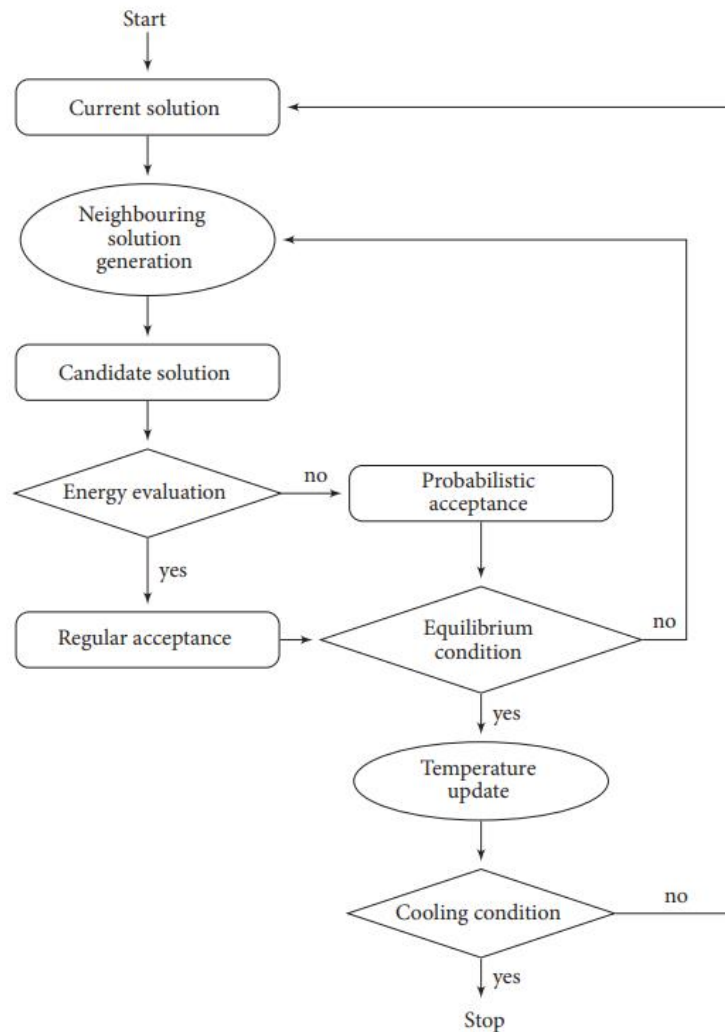 Start
Current solution
Neighbouring
solution
generation
Candidate solution
Energy evaluation
no
Probabilistic
acceptance
yes
Regular acceptance
Equilibrium
condition
no
yes
Temperature
update
Cooling condition
no
yes
Stop